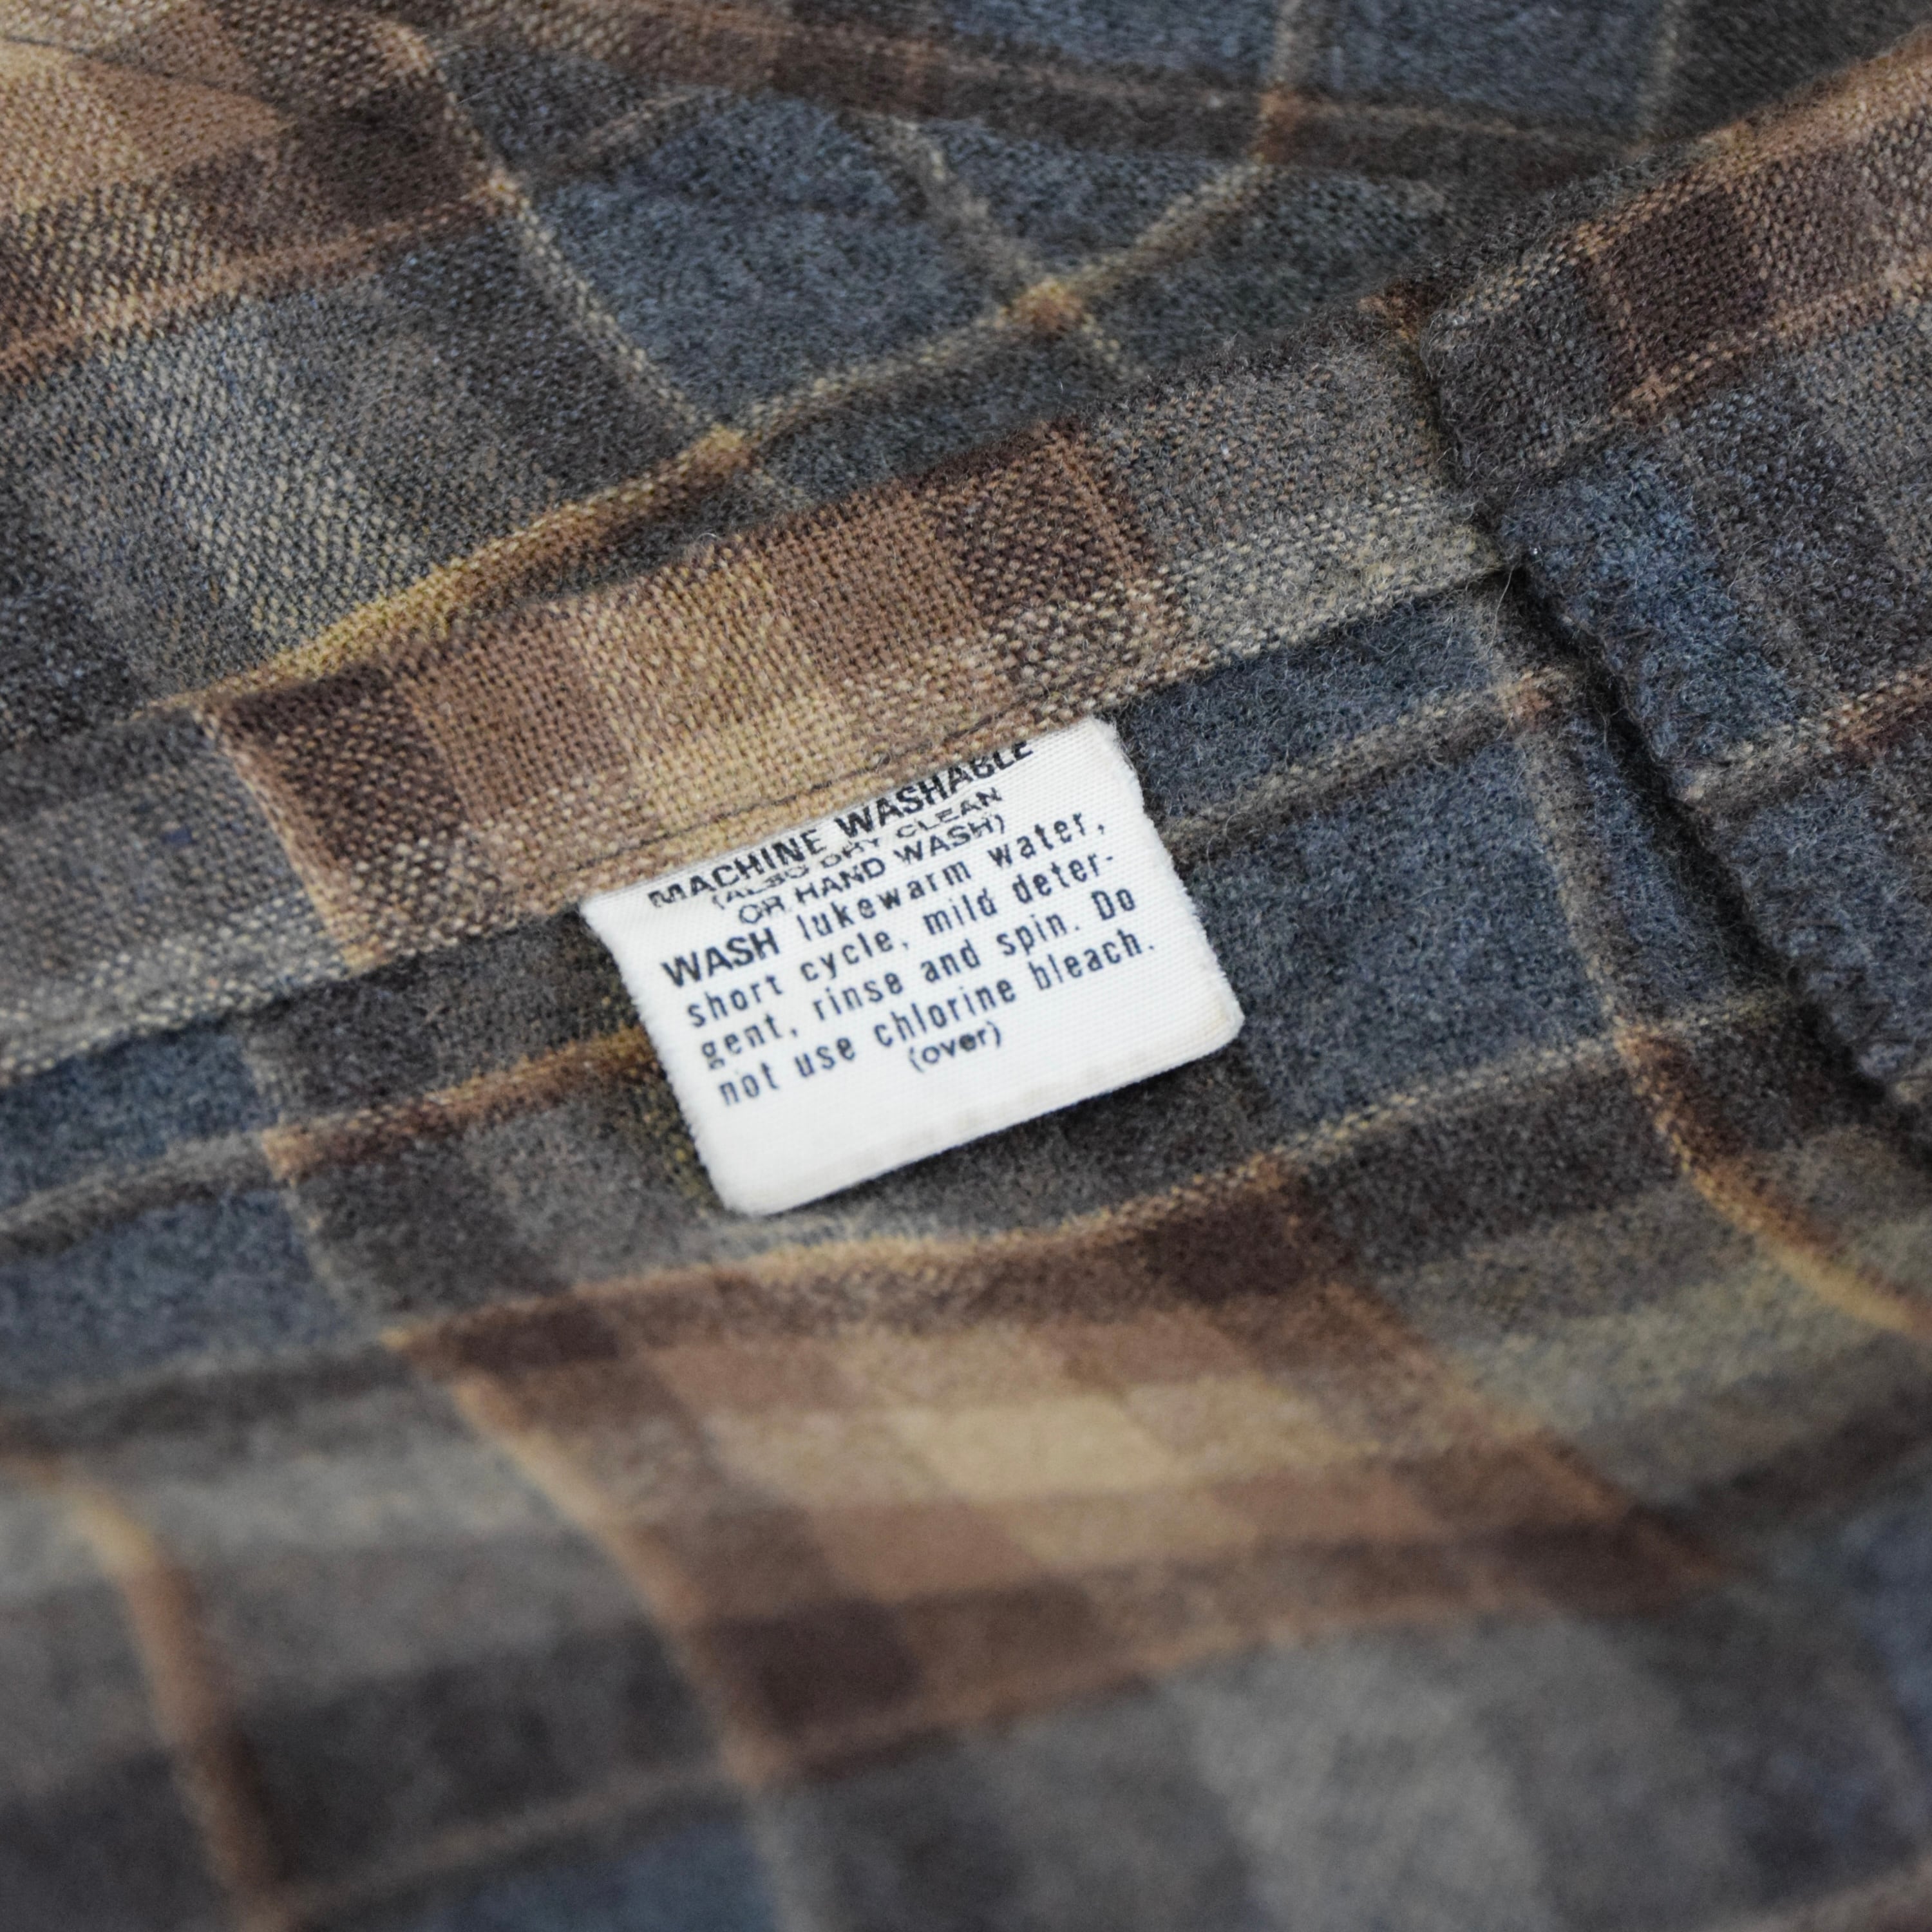 MACHINE WASHABLE
(ALSO DRY CLEAN
OR HAND WASH)
WASH lukewarm water,
short cycle, mild deter-
gent, rinse and spin. Do
not use chlorine bleach.
(over)